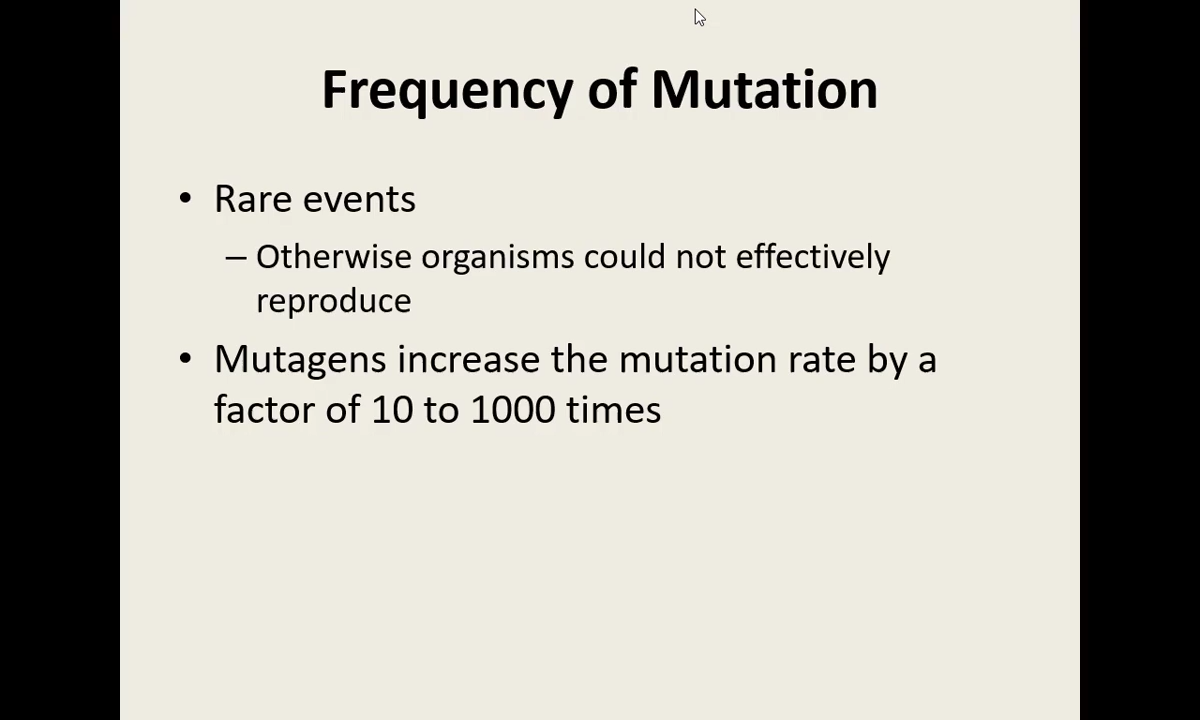 Frequency of Mutation
• Rare events
– Otherwise organisms could not effectively
reproduce
• Mutagens increase the mutation rate by a
factor of 10 to 1000 times